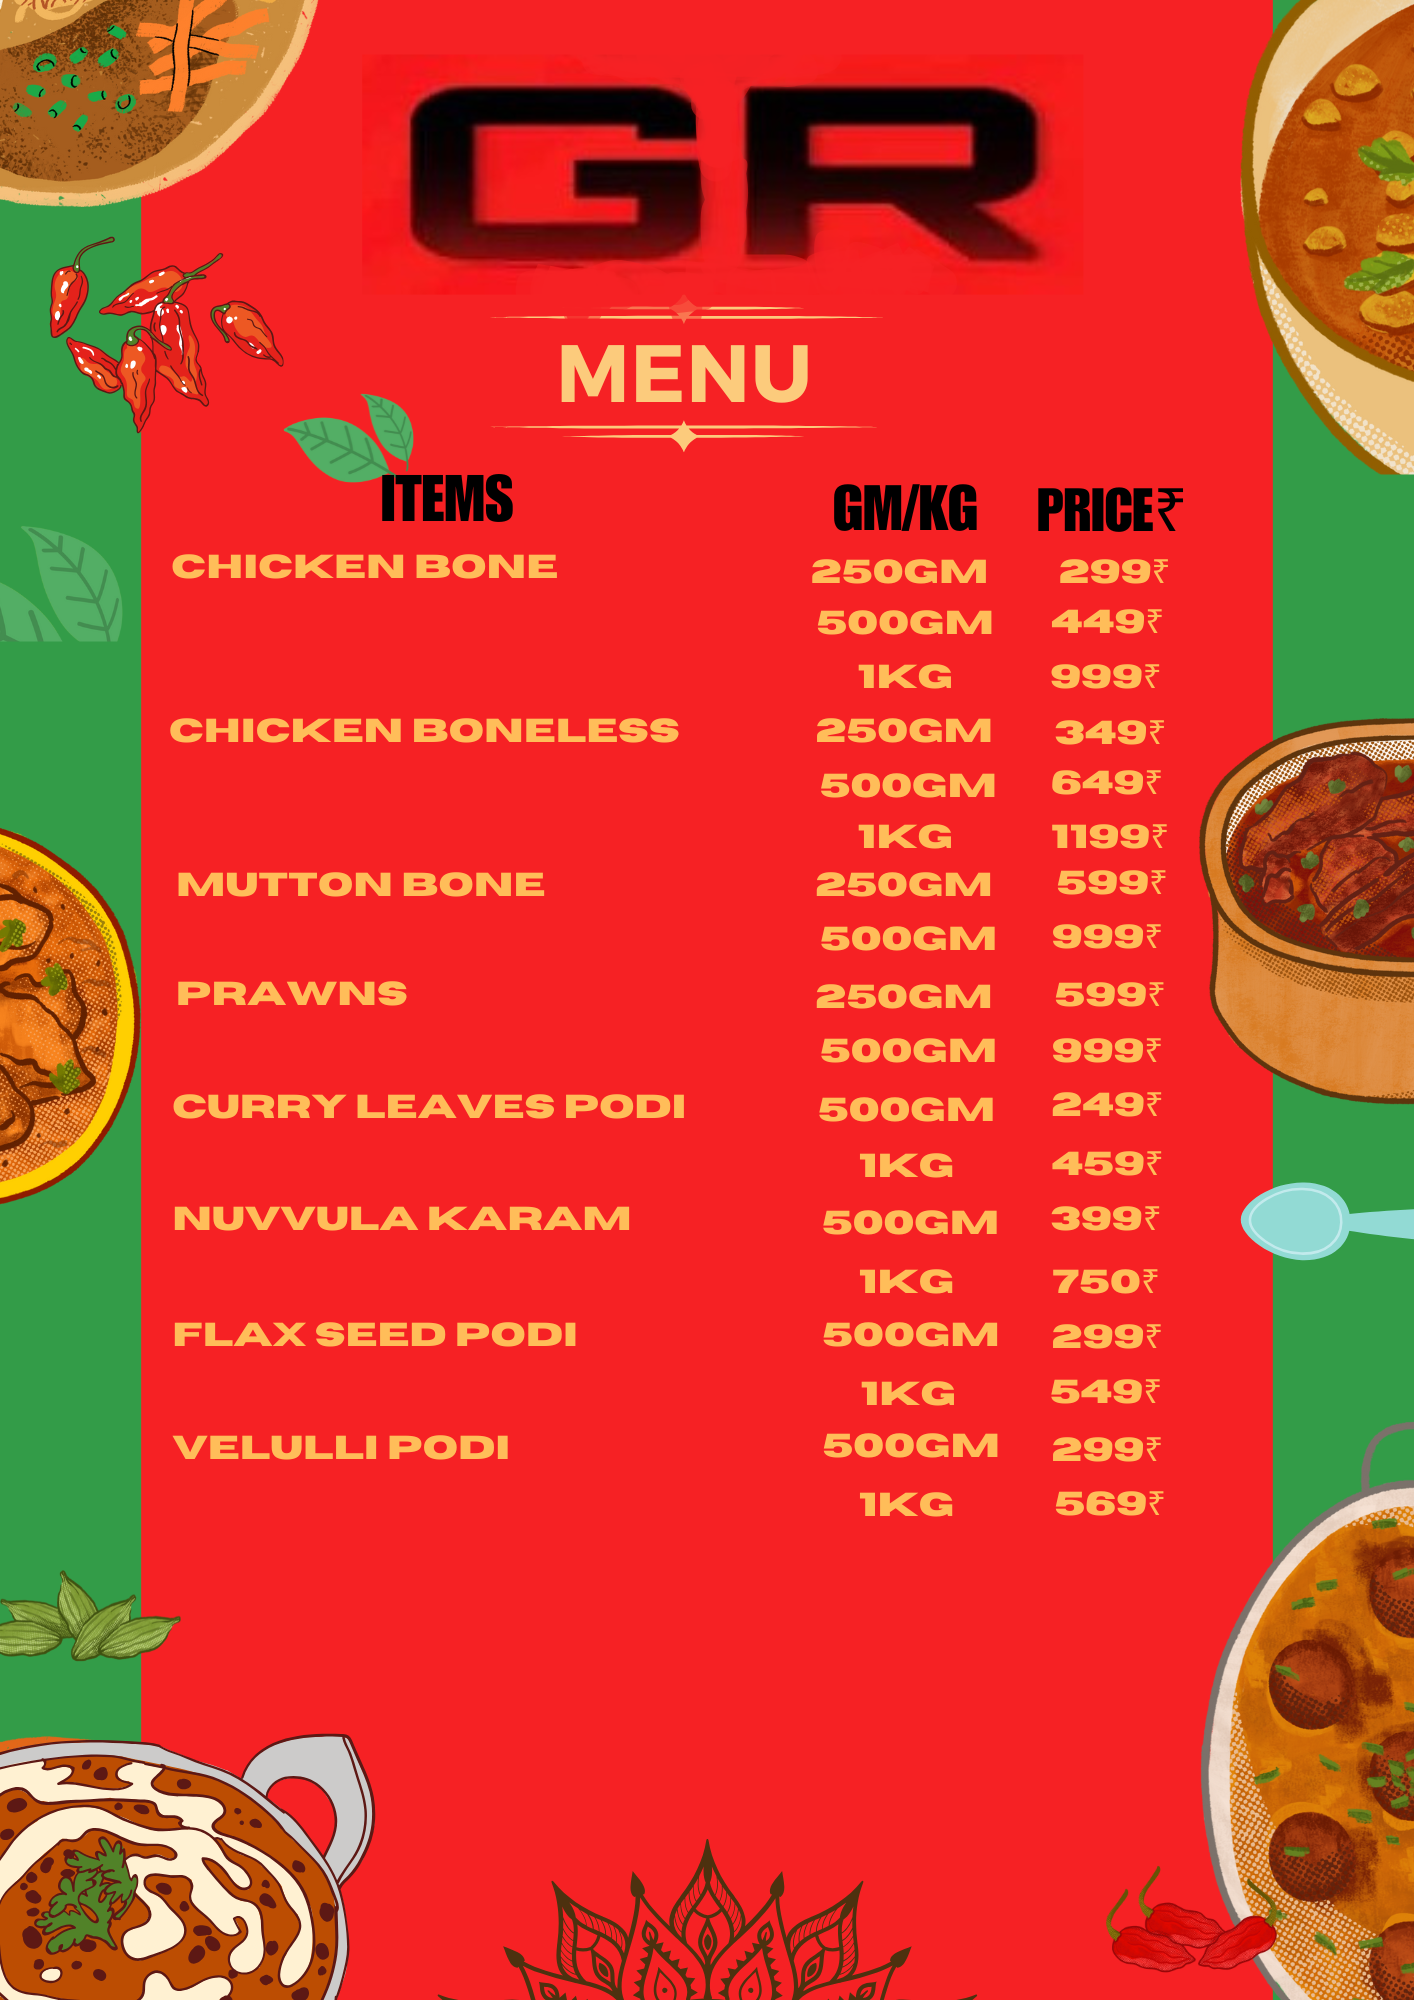 GR
MENU
ITEMS GM/KG PRICE₹
CHICKEN BONE 250GM 299₹
500GM 449₹
1KG 999₹
CHICKEN BONELESS 250GM 349₹
500GM 649₹
1KG 1199₹
MUTTON BONE 250GM 599₹
500GM 999₹
PRAWNS 250GM 599₹
500GM 999₹
CURRY LEAVES PODI 500GM 249₹
1KG 459₹
NUVVULA KARAM 500GM 399₹
1KG 750₹
FLAX SEED PODI 500GM 299₹
1KG 549₹
VELULLI PODI 500GM 299₹
1KG 569₹